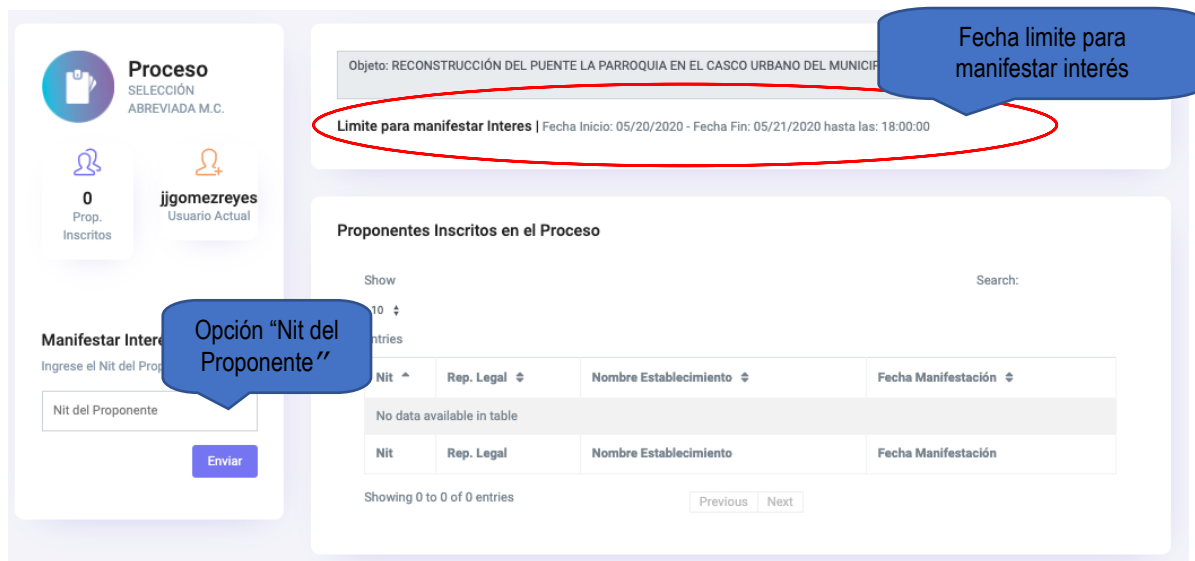 Proceso
SELECCIÓN
ABREVIADA M.C.
0
Prop.
Inscritos
jjgomezreyes
Usuario Actual
Manifestar
Ingrese el Nit del
Nit del Proponente
Enviar
Opción “Nit del
Proponente”
Fecha limite para
manifestar interés
Objeto: RECONSTRUCCIÓN DEL PUENTE LA PARROQUIA EN EL CASCO URBANO DEL
Limite para manifestar Interes | Fecha Inicio: 05/20/2020 - Fecha Fin: 05/21/2020 hasta las: 18:00:00
Proponentes Inscritos en el Proceso
Show
Search:
10
entries
Nit Rep. Legal Nombre Establecimiento Fecha Manifestación
No data available in table
Nit Rep. Legal Nombre Establecimiento Fecha Manifestación
Showing 0 to 0 of 0 entries
Previous Next